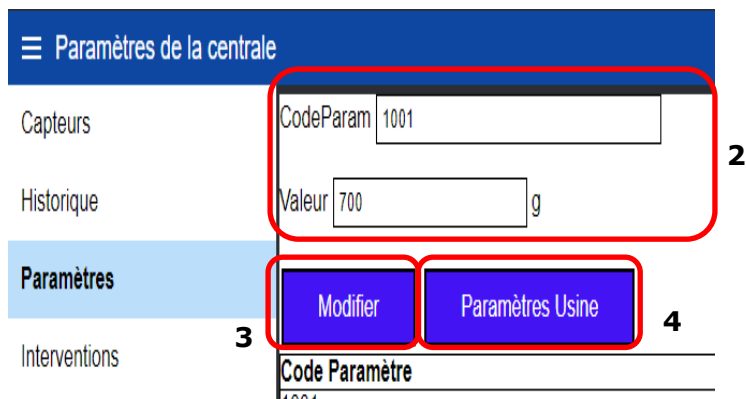 ☰ Paramètres de la centrale
Capteurs
Historique
Paramètres
Interventions
CodeParam 1001
2
Valeur 700 g
Modifier
Paramètres Usine
3
4
Code Paramètre
1001